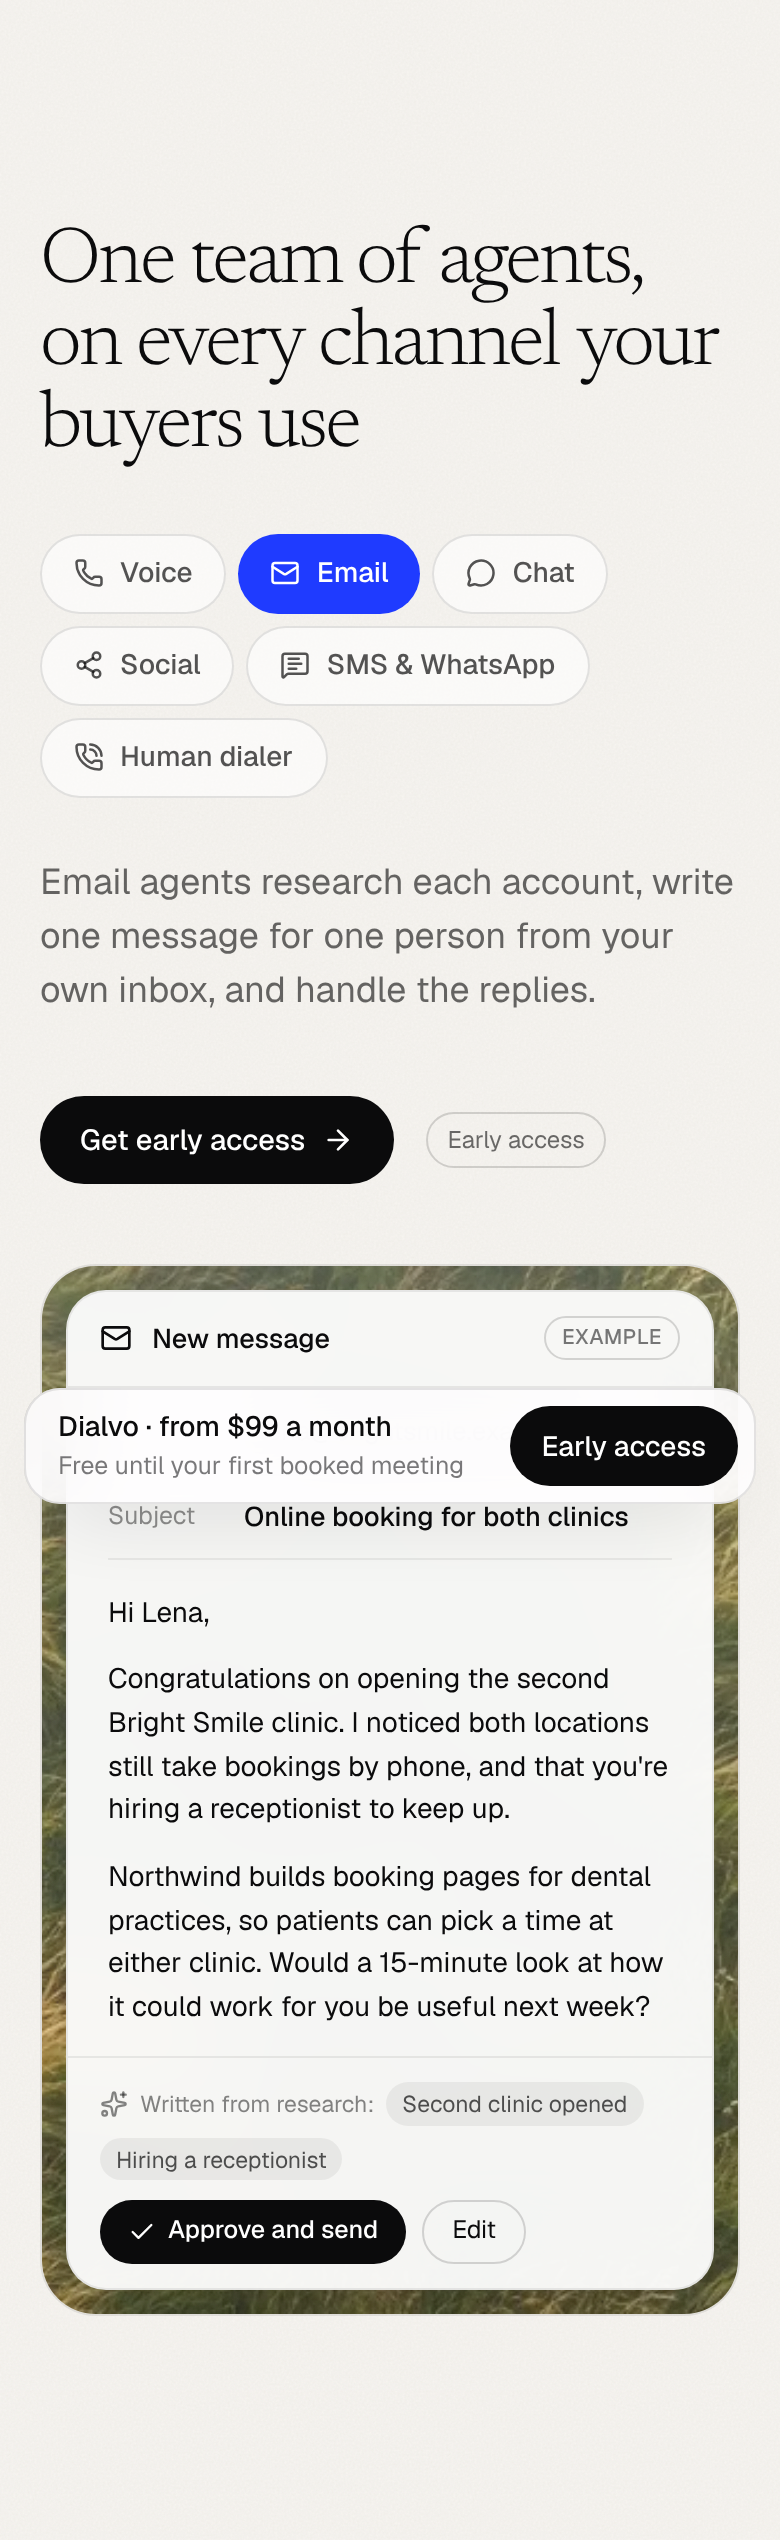 One team of agents,
on every channel your
buyers use
Voice
Email
Chat
Social
SMS & WhatsApp
Human dialer
Email agents research each account, write
one message for one person from your
own inbox, and handle the replies.
Get early access
Early access
New message
EXAMPLE
Dialvo · from $99 a month
Free until your first booked meeting
Early access
Subject
Online booking for both clinics
Hi Lena,
Congratulations on opening the second
Bright Smile clinic. I noticed both locations
still take bookings by phone, and that you're
hiring a receptionist to keep up.
Northwind builds booking pages for dental
practices, so patients can pick a time at
either clinic. Would a 15-minute look at how
it could work for you be useful next week?
Written from research:
Second clinic opened
Hiring a receptionist
Approve and send
Edit